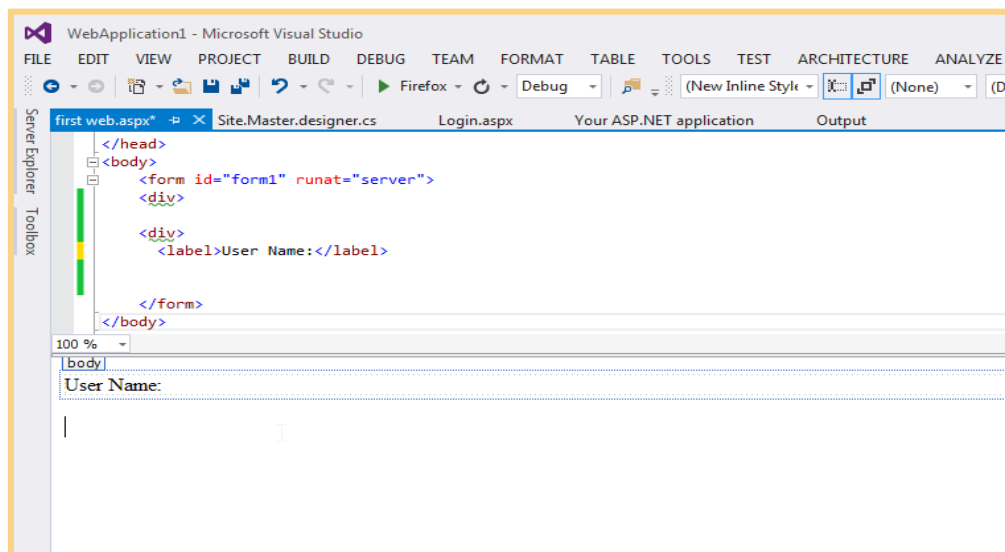 WebApplication1 - Microsoft Visual Studio
FILE EDIT VIEW PROJECT BUILD DEBUG TEAM FORMAT TABLE TOOLS TEST ARCHITECTURE ANALYZE
Firefox Debug (New Inline Style (None) (D
Server Explorer
Toolbox
first web.aspx* Site.Master.designer.cs Login.aspx Your ASP.NET application Output
</head>
<body>
<form id="form1" runat="server">
<div>
<div>
<label>User Name:</label>
</form>
</body>
100 %
body
User Name: